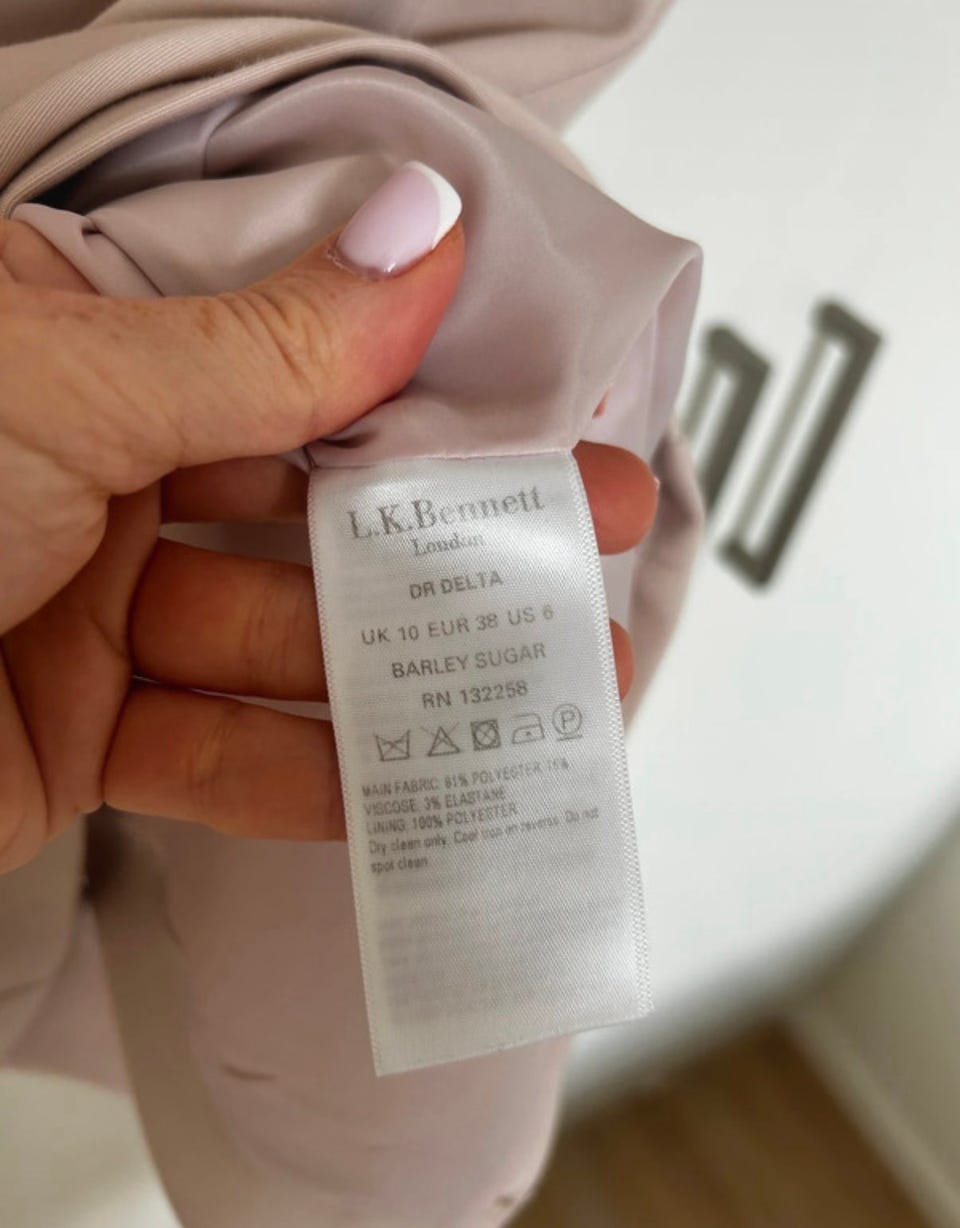 L.K.Bennett
London
DR DELTA
UK 10 EUR 38 US 6
BARLEY SUGAR
RN 132258
P
MAIN FABRIC: 81% POLYESTER 16%
VISCOSE: 3% ELASTANE
LINING: 100% POLYESTER
Dry clean only. Cool iron on reverse. Do not
spot clean.